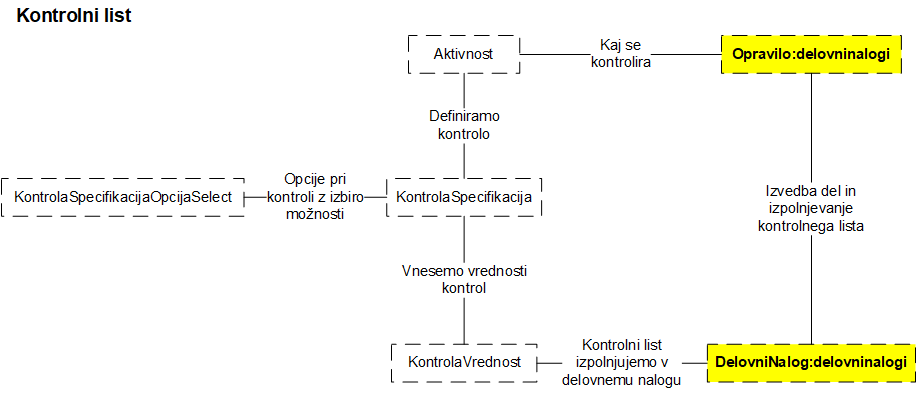 Kontrolni list
Aktivnost
Kaj se
kontrolira
Opravilo:delovninalogi
Definiramo
kontrolo
KontrolaSpecifikacijaOpcijaSelect
Opcije pri
kontroli z izbiro
možnosti
KontrolaSpecifikacija
Izvedba del in
izpolnjevanje
kontrolnega lista
Vnesemo vrednosti
kontrol
KontrolaVrednost
Kontrolni list
izpolnjujemo v
delovnemu nalogu
DelovniNalog:delovninalogi